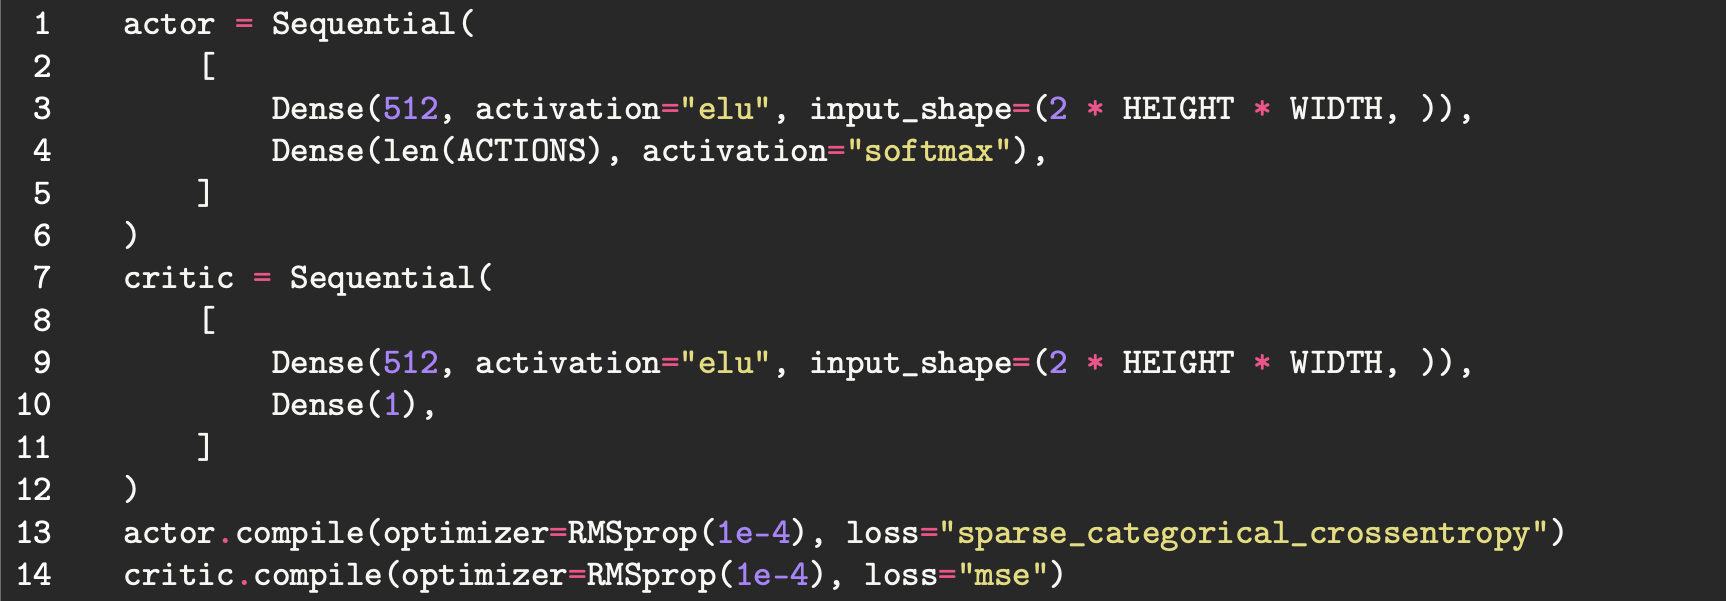 1 actor = Sequential(
2 [
3 Dense(512, activation="elu", input_shape=(2 * HEIGHT * WIDTH, )),
4 Dense(len(ACTIONS), activation="softmax"),
5 ]
6 )
7 critic = Sequential(
8 [
9 Dense(512, activation="elu", input_shape=(2 * HEIGHT * WIDTH, )),
10 Dense(1),
11 ]
12 )
13 actor.compile(optimizer=RMSprop(1e-4), loss="sparse_categorical_crossentropy")
14 critic.compile(optimizer=RMSprop(1e-4), loss="mse")